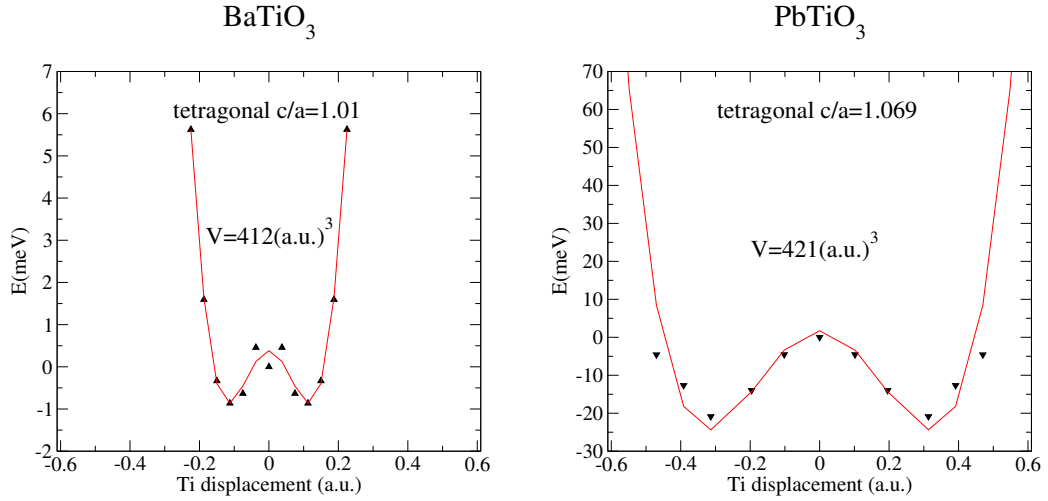 BaTiO3
PbTiO3
7
6
5
4
3
2
1
0
-1
-2
E(meV)
tetragonal c/a=1.01
V=412(a.u.)^3
-0.6 -0.4 -0.2 0 0.2 0.4 0.6
Ti displacement (a.u.)
70
60
50
40
30
20
10
0
-10
-20
-30
E(meV)
tetragonal c/a=1.069
V=421(a.u.)^3
-0.6 -0.4 -0.2 0 0.2 0.4 0.6
Ti displacement (a.u.)